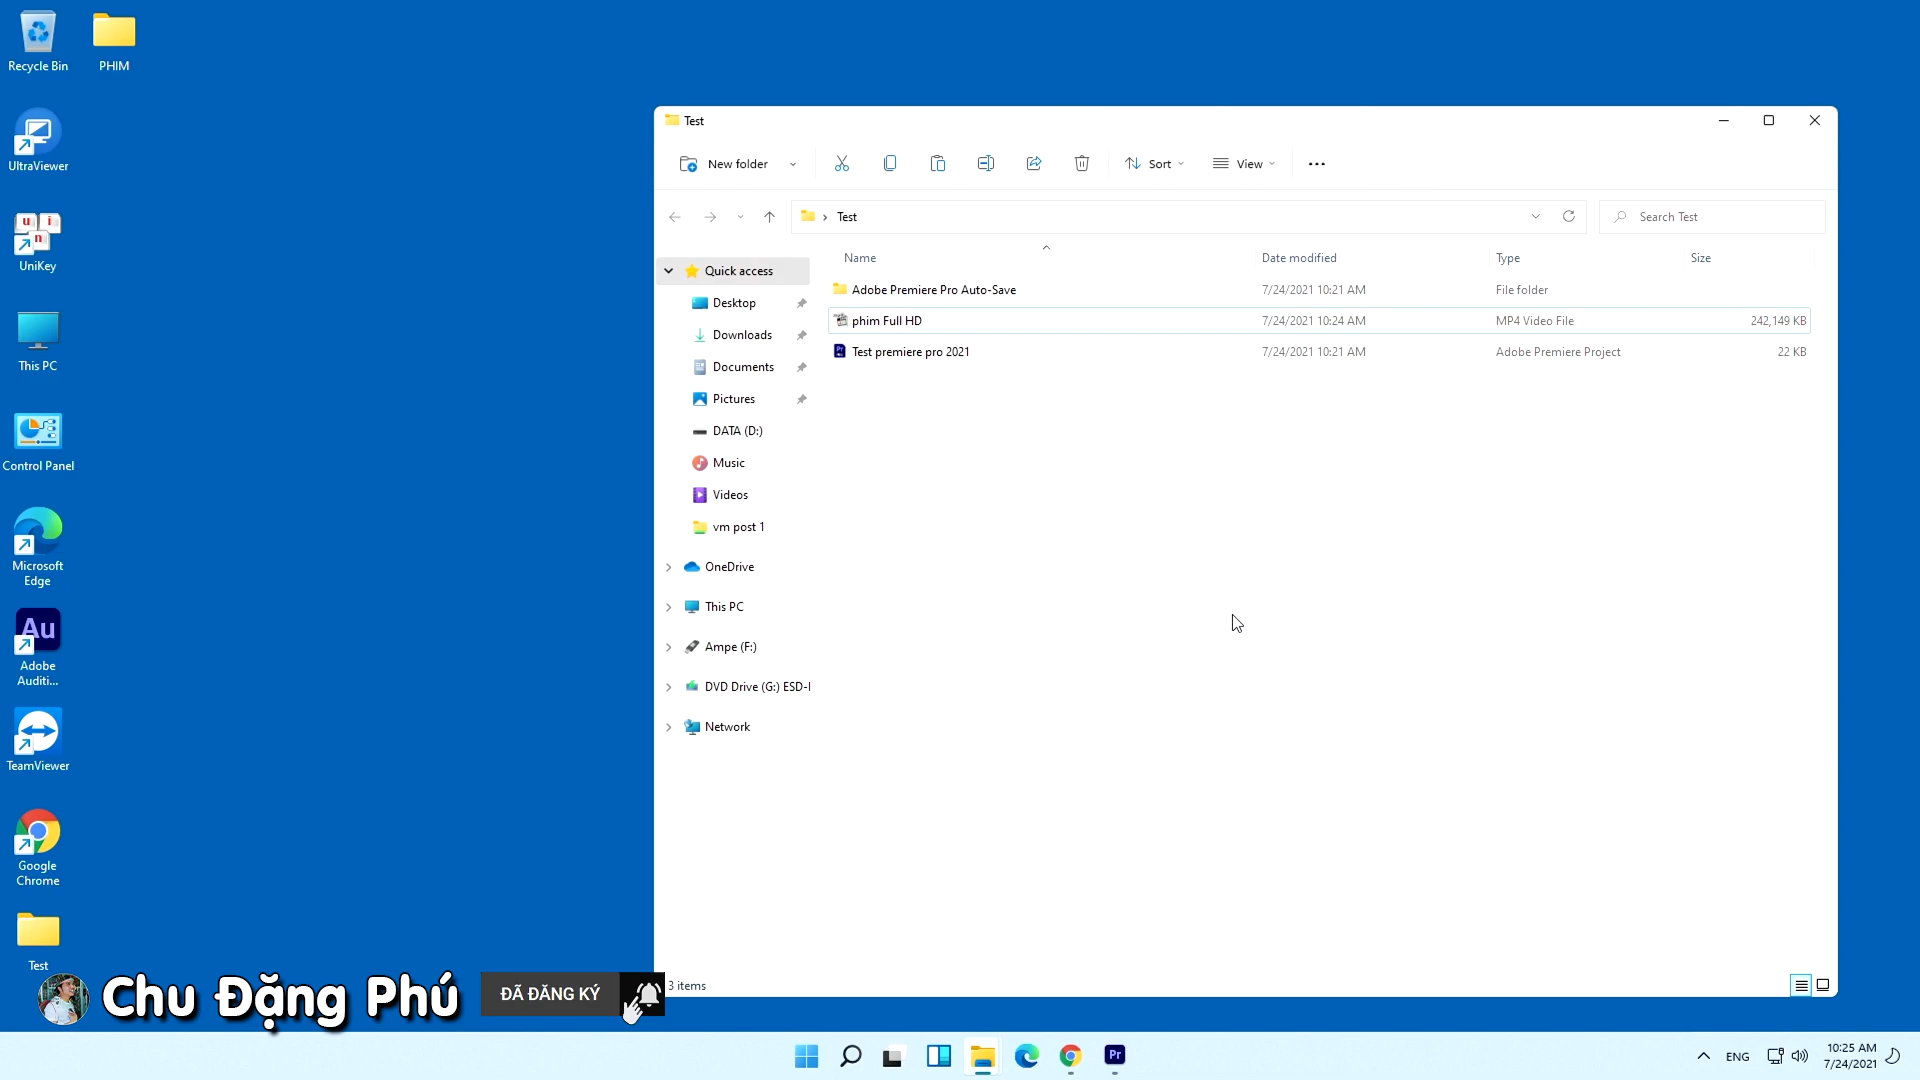 Recycle Bin
PHIM
UltraViewer
u i
n
UniKey
This PC
Control Panel
Microsoft
Edge
Au
Adobe
Auditi...
TeamViewer
Google
Chrome
Test
Test
New folder
Sort
View
Test
Search Test
Name
Date modified
Type
Size
Adobe Premiere Pro Auto-Save
7/24/2021 10:21 AM
File folder
phim Full HD
7/24/2021 10:24 AM
MP4 Video File
242,149 KB
Test premiere pro 2021
7/24/2021 10:21 AM
Adobe Premiere Project
22 KB
Quick access
Desktop
Downloads
Documents
Pictures
DATA (D:)
Music
Videos
vm post 1
OneDrive
This PC
Ampe (F:)
DVD Drive (G:) ESD-I
Network
3 items
Chu Đặng Phú
ĐÃ ĐĂNG KÝ
Pr
ENG
10:25 AM
7/24/2021